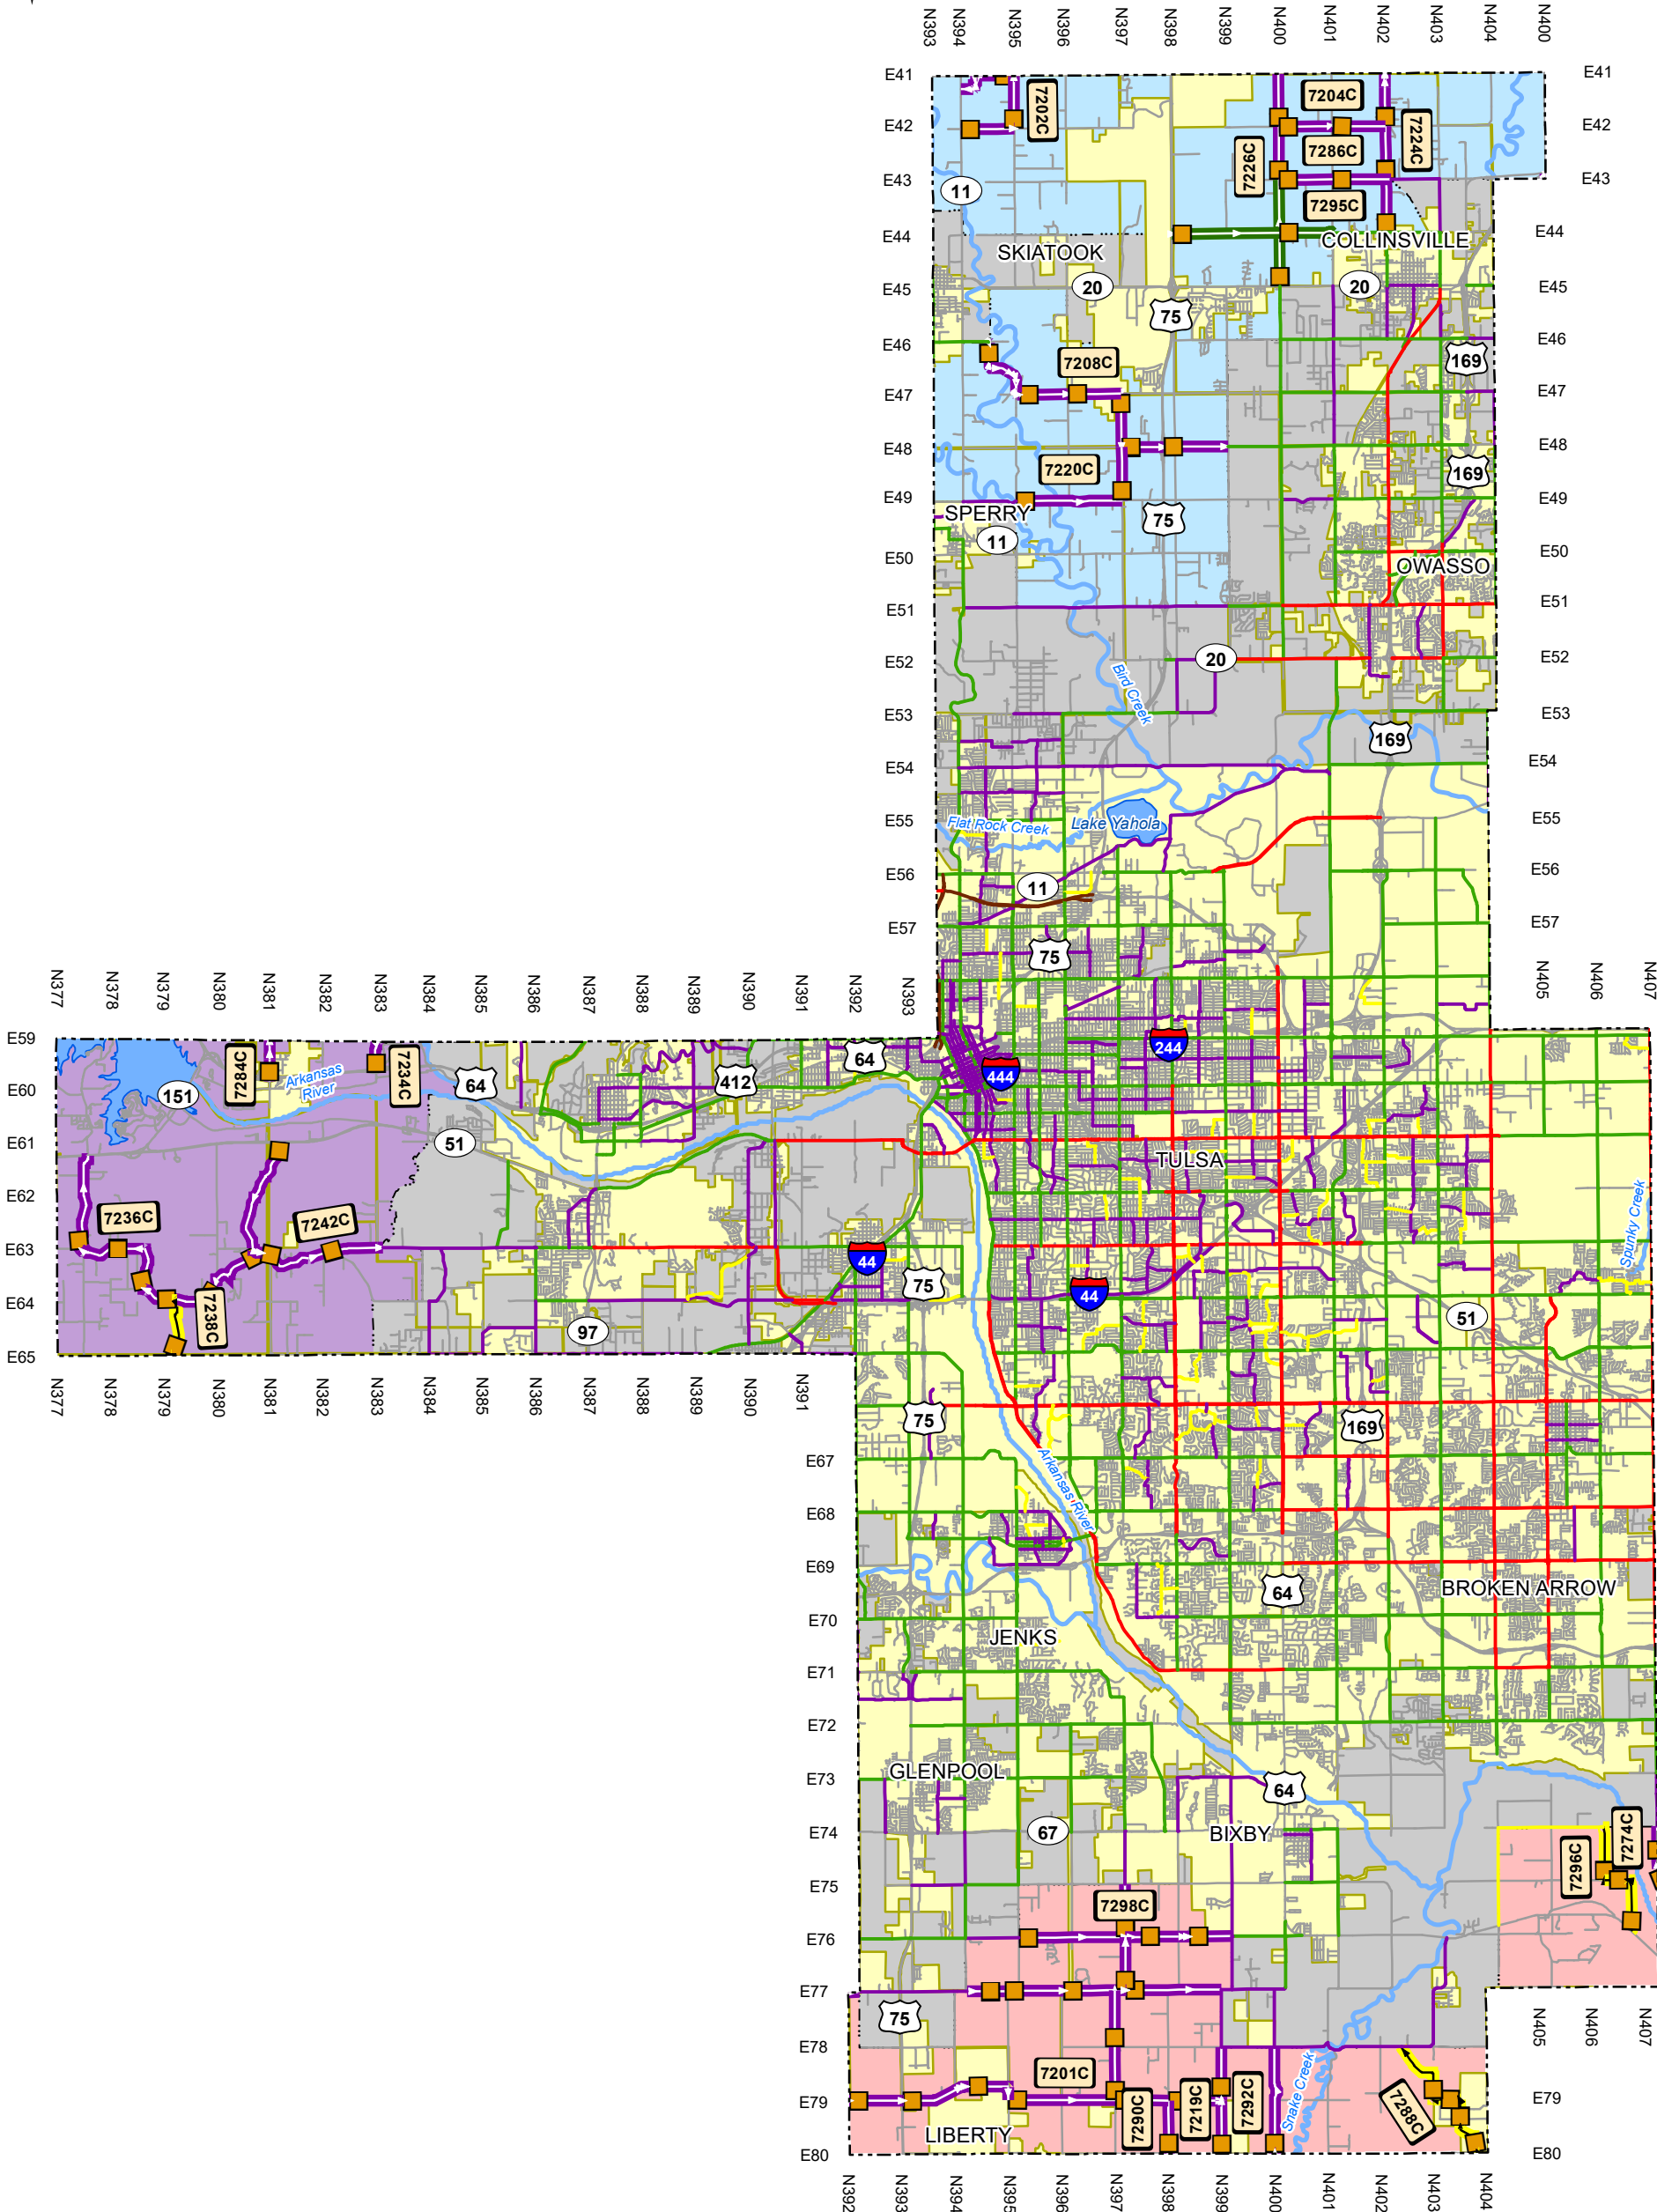 N393 N394 N395 N396 N397 N398 N399 N400 N401 N402 N403 N404 N400
E41 E41
7202C 7204C
E42 E42
7226C 7286C 7224C
E43 E43
11 7295C
E44 SKIATOOK COLLINSVILLE E44
E45 20 20 E45
75
E46 E46
7208C 169
E47 E47
E48 E48
7220C 169
E49 E49
SPERRY 75
11
E50 E50
OWASSO
E51 E51
E52 20 E52
Bird Creek
E53 E53
169
E54 E54
E55 Flat Rock Creek Lake Yahola E55
E56 E56
11
E57 E57
75
N377 N378 N379 N380 N381 N382 N383 N384 N385 N386 N387 N388 N389 N390 N391 N392 N393 N405 N406 N407
E59
7284C 7234C 64 244
Arkansas River 64 412 444
E60 151
E61 51
TULSA
E62
7236C 7242C Spunky Creek
E63
44 75 44
E64
7238C 97 51
E65
N377 N378 N379 N380 N381 N382 N383 N384 N385 N386 N387 N388 N389 N390 N391
75 169
E67 Arkansas River
E68
E69
64 BROKEN ARROW
E70
JENKS
E71
E72
GLENPOOL
E73 64
E74 67 BIXBY
7296C 7274C
E75
7298C
E76
E77
75 N405 N406 N407
E78
7201C Snake Creek
E79 7290C 7219C 7292C 7288C E79
LIBERTY
E80 E80
N392 N393 N394 N395 N396 N397 N398 N399 N400 N401 N402 N403 N404